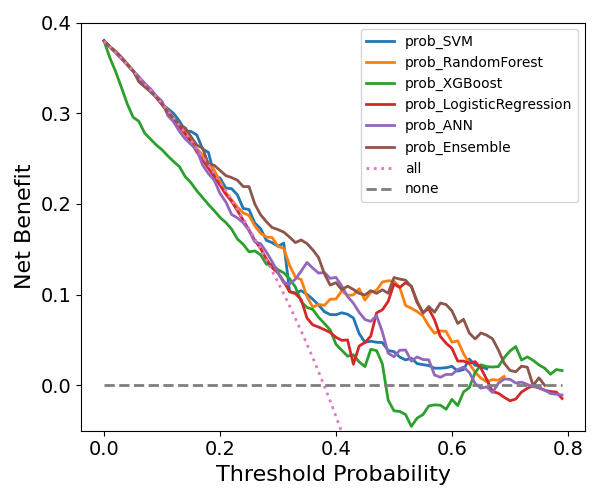 0.4
0.3
0.2
0.1
0.0
Net Benefit
prob_SVM
prob_RandomForest
prob_XGBoost
prob_LogisticRegression
prob_ANN
prob_Ensemble
all
none
0.0 0.2 0.4 0.6 0.8
Threshold Probability